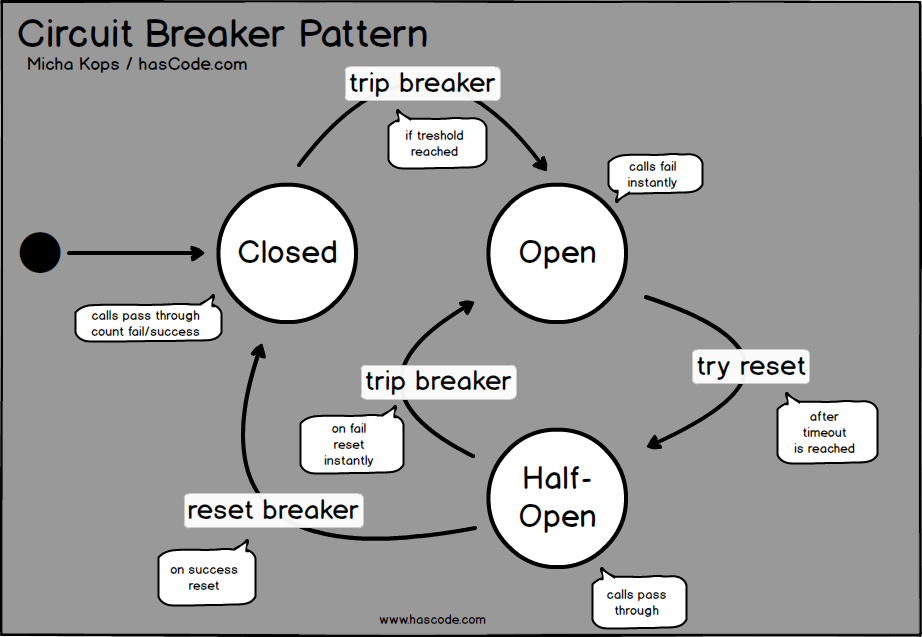 Circuit Breaker Pattern
Micha Kops / hasCode.com
trip breaker
if treshold
reached
calls fail
instantly
Closed
Open
calls pass through
count fail/success
trip breaker
try reset
on fail
reset
instantly
after
timeout
is reached
Half-
Open
reset breaker
on success
reset
calls pass
through
www.hascode.com